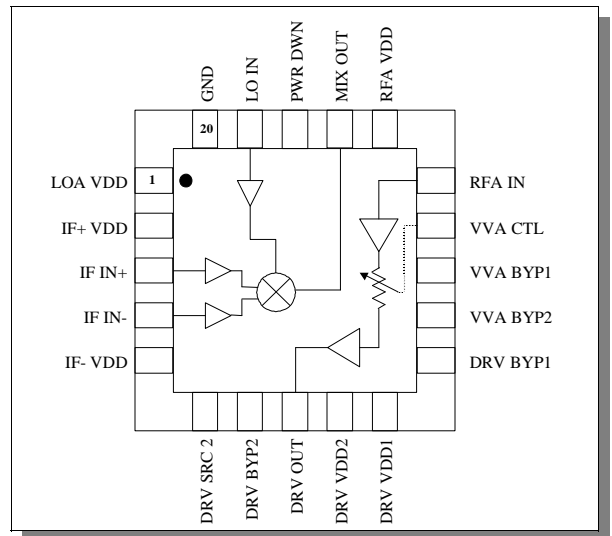 GND
LO IN
PWR DWN
MIX OUT
RFA VDD
20
LOA VDD
1
RFA IN
IF+ VDD
VVA CTL
IF IN+
VVA BYP1
IF IN-
VVA BYP2
IF- VDD
DRV BYP1
DRV SRC 2
DRV BYP2
DRV OUT
DRV VDD2
DRV VDD1